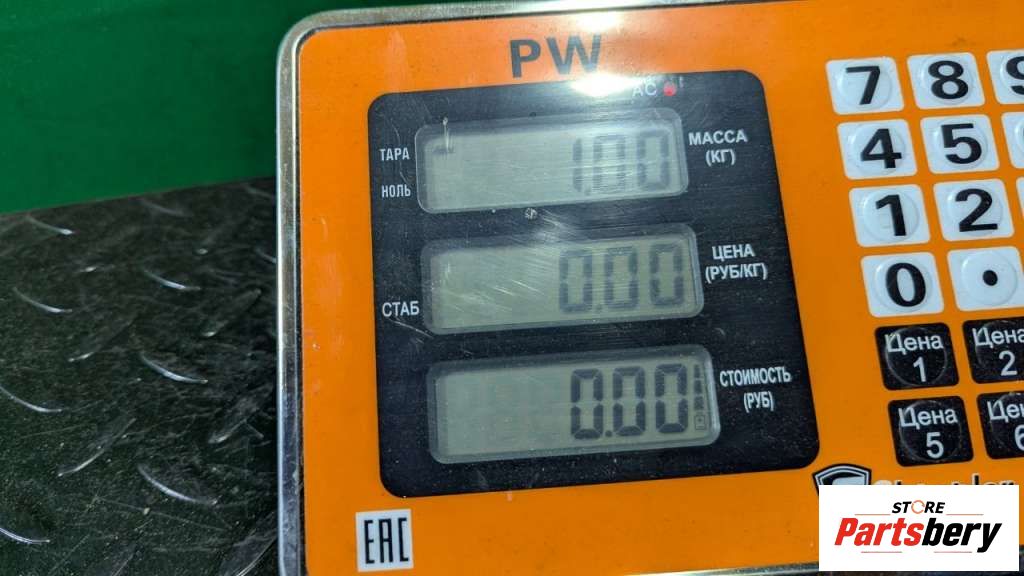 PW
AC
ТАРА
НОЛЬ
1.00
МАССА
(КГ)
СТАБ
0.00
ЦЕНА
(РУБ/КГ)
0.00
СТОИМОСТЬ
(РУБ)
7 8 9
4 5
1 2
0 .
Цена 1
Цена 2
Цена 5
EAC
STORE
Partsbery